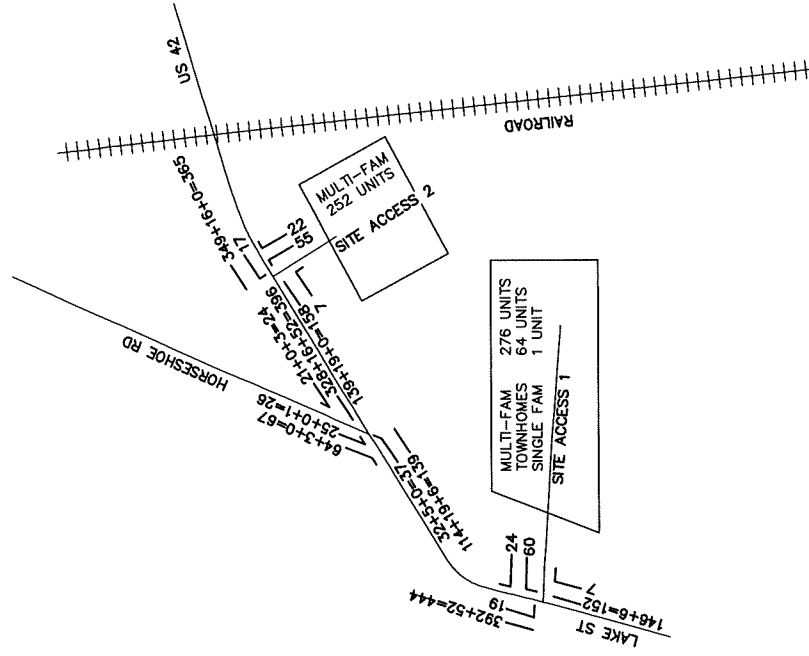 US 42
RAILROAD
349+16+0=365
17
22
55
MULTI-FAM
252 UNITS
SITE ACCESS 2
7
HORSESHOE RD
21+0+3=24
328+16+52=396
139+19+0=158
64+3+0=67
25+0+1=26
32+5+0=37
114+19+6=139
MULTI-FAM 276 UNITS
TOWNHOMES 64 UNITS
SINGLE FAM 1 UNIT
SITE ACCESS 1
24
60
19
392+52=444
7
146+6=152
LAKE ST